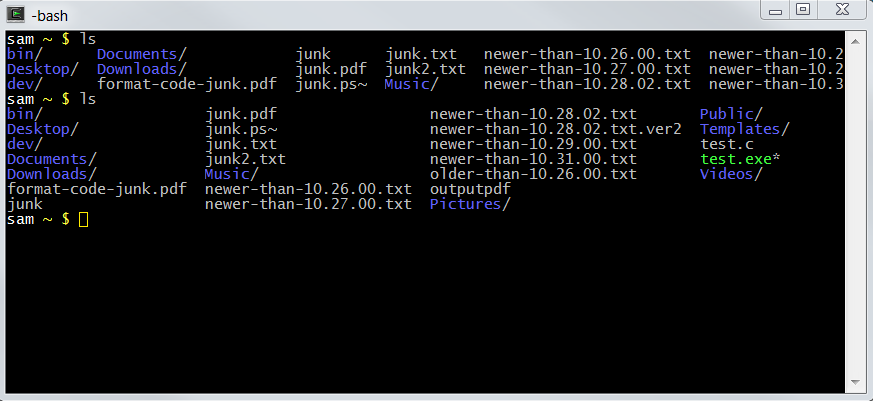 -bash
sam ~ $ ls
bin/      Documents/            junk      junk.txt   newer-than-10.26.00.txt  newer-than-10.2
Desktop/  Downloads/            junk.pdf  junk2.txt  newer-than-10.27.00.txt  newer-than-10.2
dev/      format-code-junk.pdf  junk.ps~  Music/     newer-than-10.28.02.txt  newer-than-10.3
sam ~ $ ls
bin/                  junk.pdf                 newer-than-10.28.02.txt       Public/
Desktop/              junk.ps~                 newer-than-10.28.02.txt.ver2  Templates/
dev/                  junk.txt                 newer-than-10.29.00.txt       test.c
Documents/            junk2.txt                newer-than-10.31.00.txt       test.exe*
Downloads/            Music/                   older-than-10.26.00.txt       Videos/
format-code-junk.pdf  newer-than-10.26.00.txt  outputpdf
junk                  newer-than-10.27.00.txt  Pictures/
sam ~ $